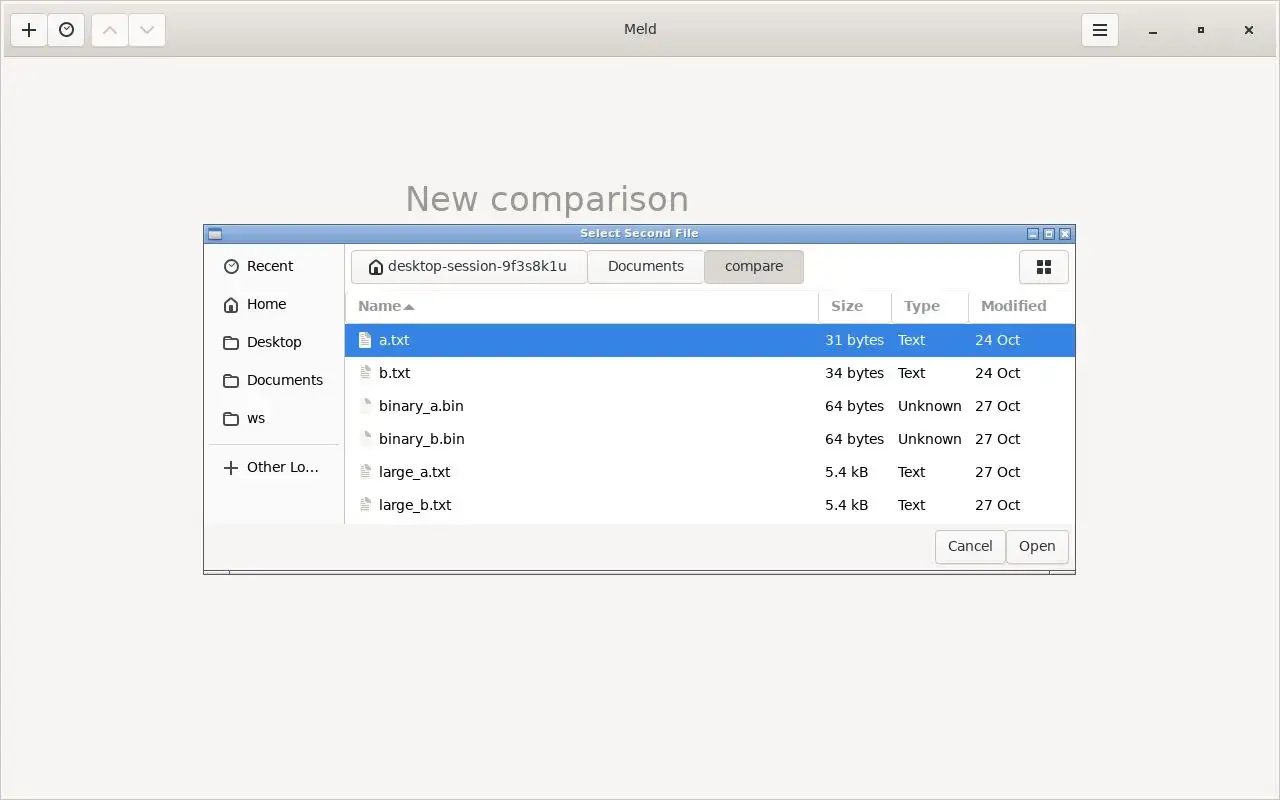 Meld
New comparison
Select Second File
Recent
Home
Desktop
Documents
ws
Other Lo...
desktop-session-9f3s8k1u Documents compare
Name Size Type Modified
a.txt 31 bytes Text 24 Oct
b.txt 34 bytes Text 24 Oct
binary_a.bin 64 bytes Unknown 27 Oct
binary_b.bin 64 bytes Unknown 27 Oct
large_a.txt 5.4 kB Text 27 Oct
large_b.txt 5.4 kB Text 27 Oct
Cancel Open